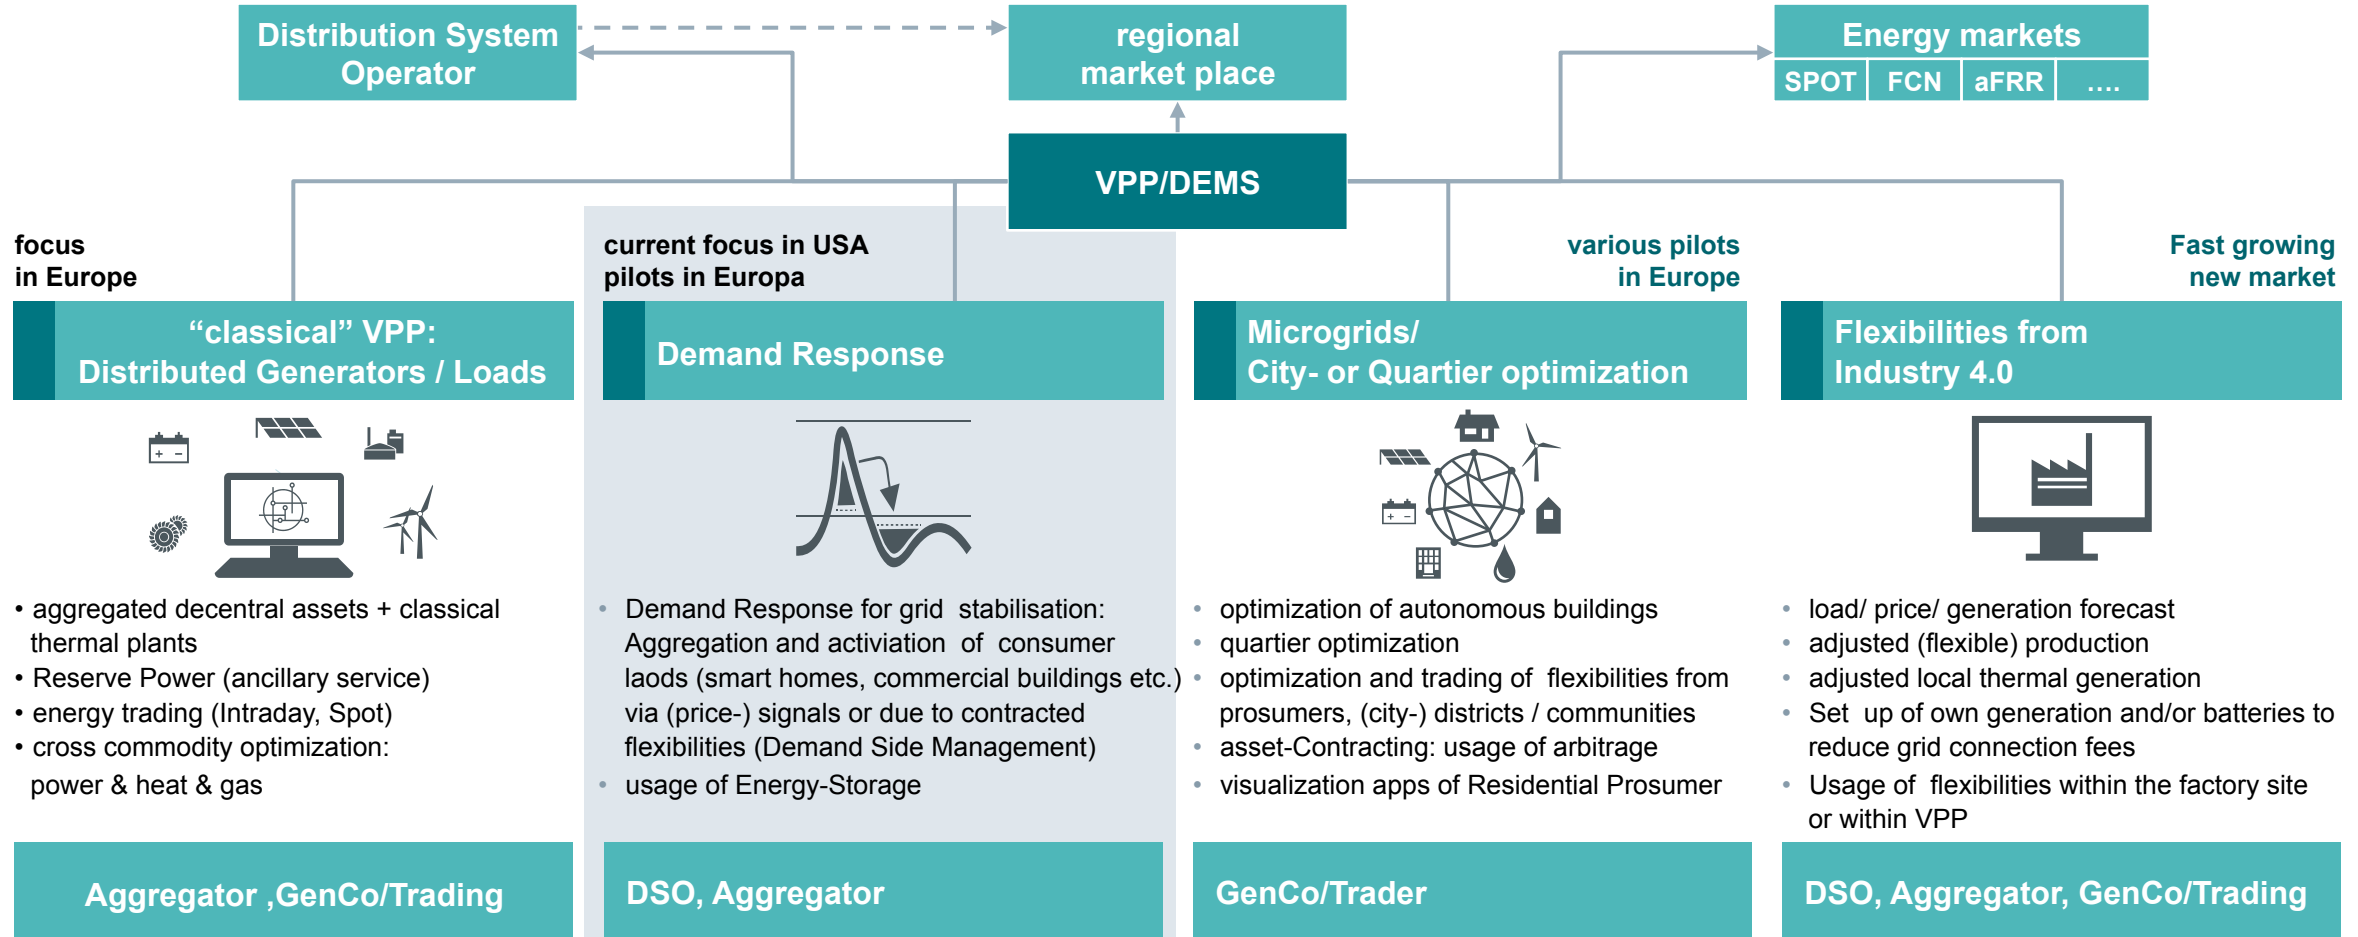 Distribution System
Operator
regional
market place
Energy markets
SPOT FCN aFRR ....
VPP/DEMS
focus
in Europe
current focus in USA
pilots in Europa
various pilots
in Europe
Fast growing
new market
“classical” VPP:
Distributed Generators / Loads
Demand Response
Microgrids/
City- or Quartier optimization
Flexibilities from
Industry 4.0
• aggregated decentral assets + classical
thermal plants
• Reserve Power (ancillary service)
• energy trading (Intraday, Spot)
• cross commodity optimization:
power & heat & gas
• Demand Response for grid stabilisation:
Aggregation and activiation of consumer
laods (smart homes, commercial buildings etc.)
via (price-) signals or due to contracted
flexibilities (Demand Side Management)
• usage of Energy-Storage
• optimization of autonomous buildings
• quartier optimization
• optimization and trading of flexibilities from
prosumers, (city-) districts / communities
• asset-Contracting: usage of arbitrage
• visualization apps of Residential Prosumer
• load/ price/ generation forecast
• adjusted (flexible) production
• adjusted local thermal generation
• Set up of own generation and/or batteries to
reduce grid connection fees
• Usage of flexibilities within the factory site
or within VPP
Aggregator ,GenCo/Trading
DSO, Aggregator
GenCo/Trader
DSO, Aggregator, GenCo/Trading